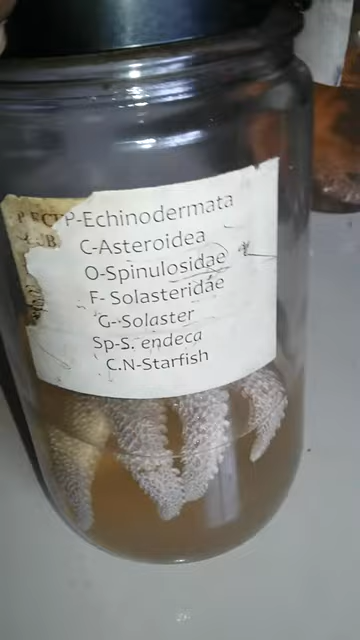 P-Echinodermata
C-Asteroidea
O-Spinulosidae
F- Solasteridae
G-Solaster
Sp-S. endeca
C.N-Starfish